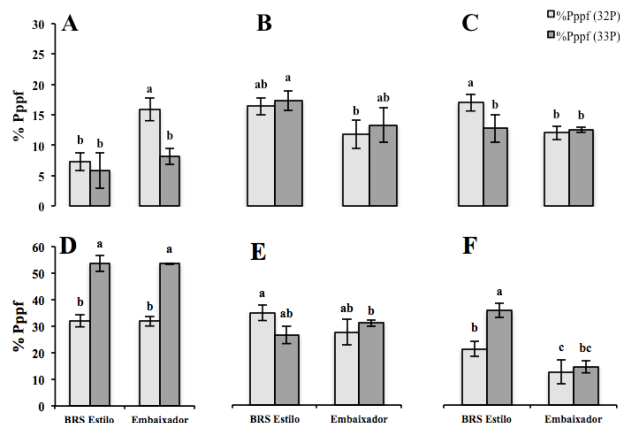 A
B
C
%Pppf (32P)
%Pppf (33P)
% Pppf
30
25
20
15
10
5
0
b b a b
ab a b ab
a b b b
D
E
F
% Pppf
60
50
40
30
20
10
0
b a b a
a ab ab b
b a c bc
BRS Estilo Embaixador BRS Estilo Embaixador BRS Estilo Embaixador